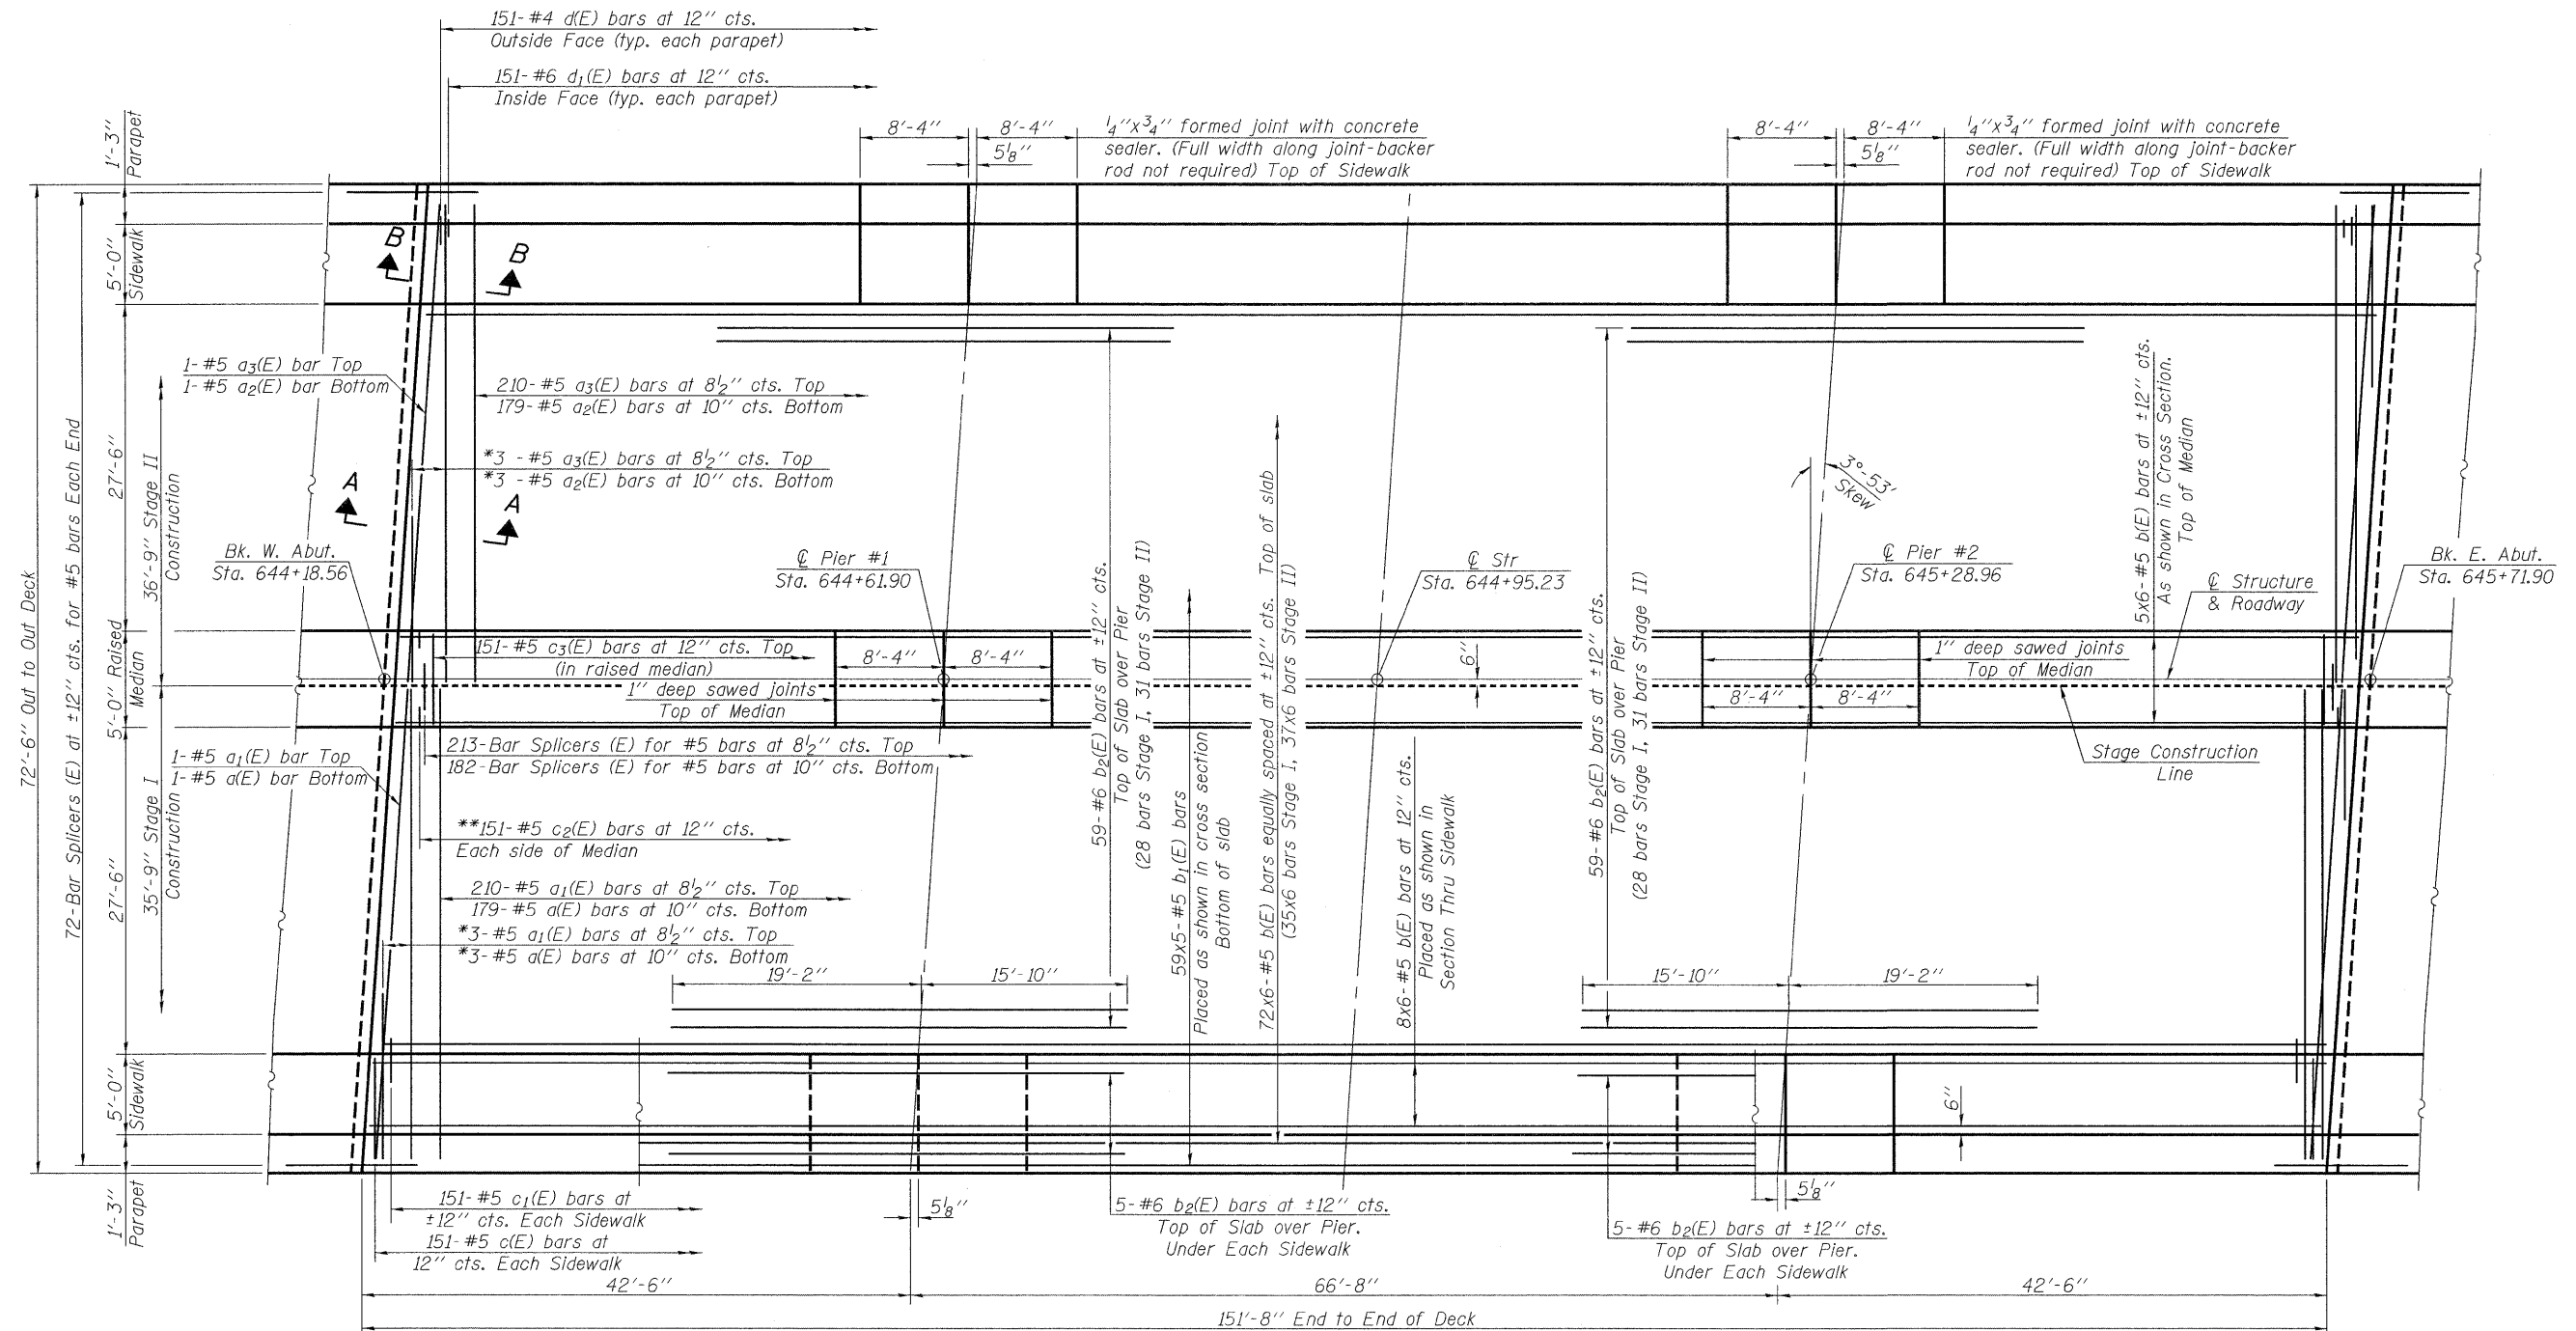 151-#4 d(E) bars at 12" cts.
Outside Face (typ. each parapet)
151-#6 d1(E) bars at 12" cts.
Inside Face (typ. each parapet)
1'-3"
Parapet
5'-0"
Sidewalk
8'-4"
8'-4"
5 1/8"
1/4"x3/4" formed joint with concrete
sealer. (Full width along joint-backer
rod not required) Top of Sidewalk
8'-4"
8'-4"
5 1/8"
1/4"x3/4" formed joint with concrete
sealer. (Full width along joint-backer
rod not required) Top of Sidewalk
B
B
1-#5 a3(E) bar Top
1-#5 a2(E) bar Bottom
210-#5 a3(E) bars at 8 1/2" cts. Top
179-#5 a2(E) bars at 10" cts. Bottom
*3 -#5 a3(E) bars at 8 1/2" cts. Top
*3 -#5 a2(E) bars at 10" cts. Bottom
A
A
72'-6" Out to Out Deck
72-Bar Splicers (E) at ±12" cts. for #5 bars Each End
27'-6"
36'-9" Stage II
Construction
5'-0" Raised
Median
27'-6"
35'-9" Stage I
Construction
5'-0"
Sidewalk
1'-3"
Parapet
Bk. W. Abut.
Sta. 644+18.56
℄ Pier #1
Sta. 644+61.90
℄ Str
Sta. 644+95.23
℄ Pier #2
Sta. 645+28.96
3°-53'
Skew
℄ Structure
& Roadway
Bk. E. Abut.
Sta. 645+71.90
5x6-#5 b(E) bars at ±12" cts.
As shown in Cross Section.
Top of Median
151-#5 c3(E) bars at 12" cts. Top
(in raised median)
1" deep sawed joints
Top of Median
8'-4"
8'-4"
6"
1" deep sawed joints
Top of Median
8'-4"
8'-4"
Stage Construction
Line
1-#5 a1(E) bar Top
1-#5 a(E) bar Bottom
213-Bar Splicers (E) for #5 bars at 8 1/2" cts. Top
182-Bar Splicers (E) for #5 bars at 10" cts. Bottom
**151-#5 c2(E) bars at 12" cts.
Each side of Median
210-#5 a1(E) bars at 8 1/2" cts. Top
179-#5 a(E) bars at 10" cts. Bottom
*3-#5 a1(E) bars at 8 1/2" cts. Top
*3-#5 a(E) bars at 10" cts. Bottom
59-#6 b2(E) bars at ±12" cts.
Top of Slab over Pier
(28 bars Stage I, 31 bars Stage II)
59x5-#5 b1(E) bars
Placed as shown in cross section
Bottom of slab
72x6-#5 b(E) bars equally spaced at ±12" cts. Top of slab
(35x6 bars Stage I, 37x6 bars Stage II)
8x6-#5 b(E) bars at 12" cts.
Placed as shown in
Section Thru Sidewalk
59-#6 b2(E) bars at ±12" cts.
Top of Slab over Pier
(28 bars Stage I, 31 bars Stage II)
19'-2"
15'-10"
15'-10"
19'-2"
6"
151-#5 c1(E) bars at
±12" cts. Each Sidewalk
151-#5 c(E) bars at
12" cts. Each Sidewalk
5 1/8"
5-#6 b2(E) bars at ±12" cts.
Top of Slab over Pier.
Under Each Sidewalk
5 1/8"
5-#6 b2(E) bars at ±12" cts.
Top of Slab over Pier.
Under Each Sidewalk
42'-6"
66'-8"
42'-6"
151'-8" End to End of Deck